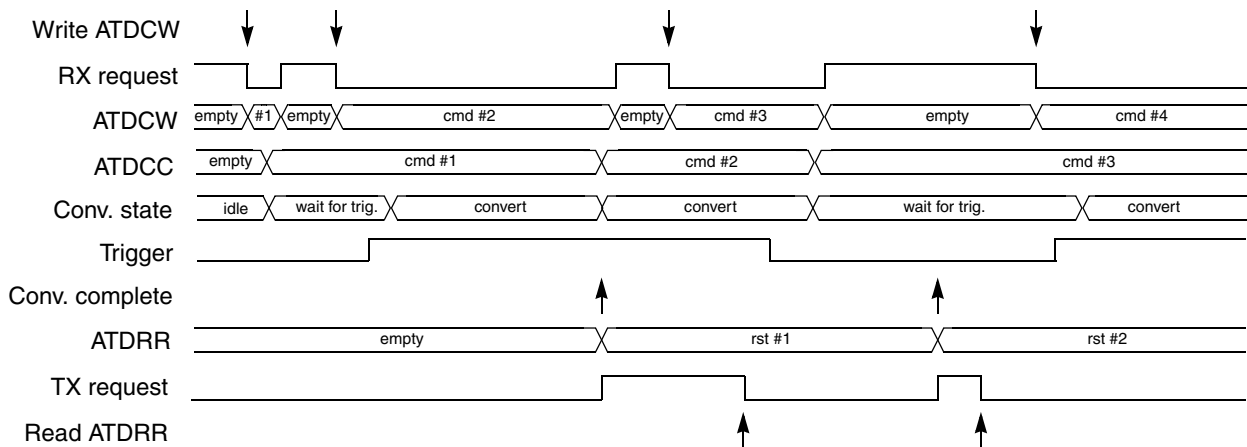 Write ATDCW
RX request
ATDCW empty #1 empty cmd #2 empty cmd #3 empty cmd #4
ATDCC empty cmd #1 cmd #2 cmd #3
Conv. state idle wait for trig. convert convert wait for trig. convert
Trigger
Conv. complete
ATDRR empty rst #1 rst #2
TX request
Read ATDRR